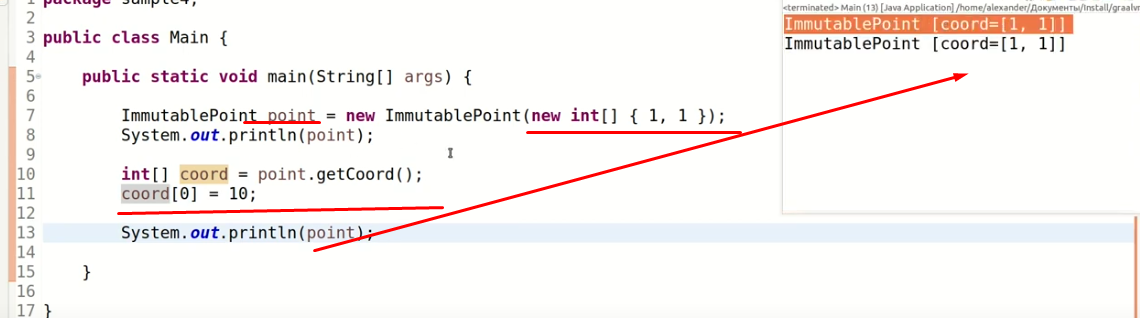 1 package sample4;
2
3 public class Main {
4
5 public static void main(String[] args) {
6
7 ImmutablePoint point = new ImmutablePoint(new int[] { 1, 1 });
8 System.out.println(point);
9
10 int[] coord = point.getCoord();
11 coord[0] = 10;
12
13 System.out.println(point);
14
15 }
16
17 }
<terminated> Main (13) [Java Application] /home/alexander/Документы/Install/graalvm
ImmutablePoint [coord=[1, 1]]
ImmutablePoint [coord=[1, 1]]